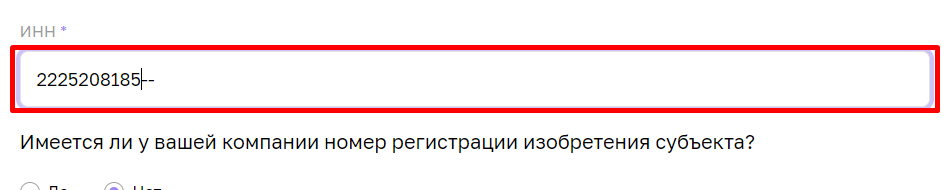 ИНН *
2225208185--
Имеется ли у вашей компании номер регистрации изобретения субъекта?